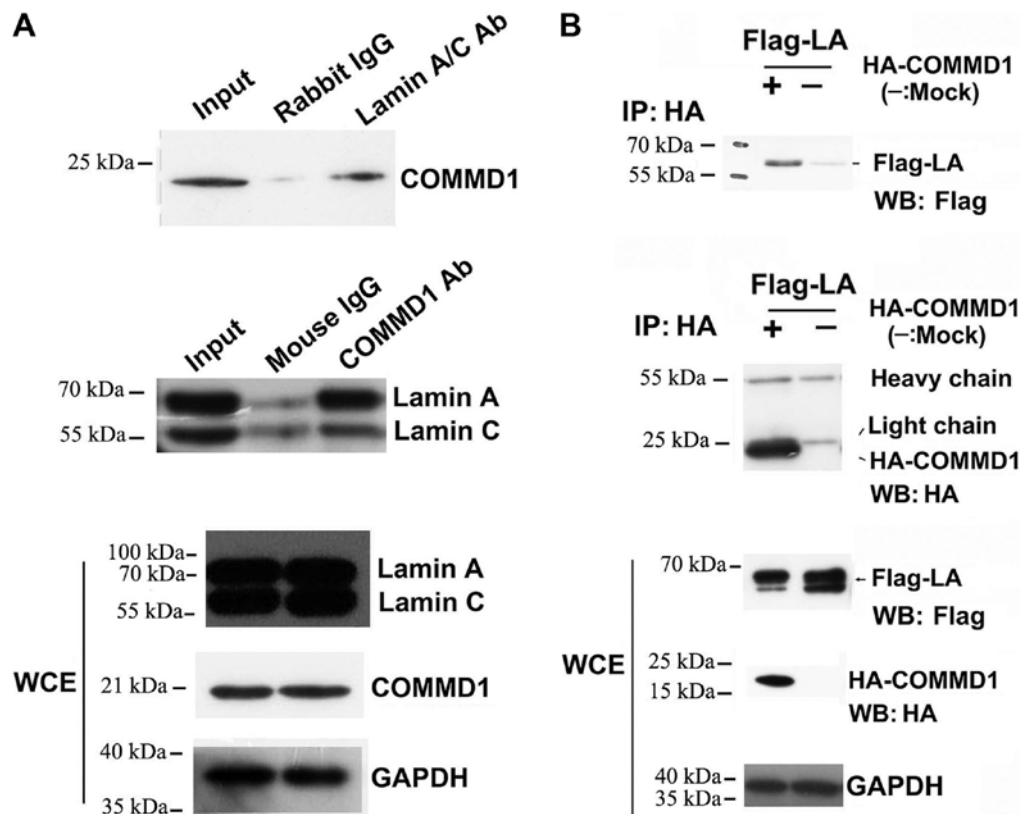 A
Input
Rabbit IgG
Lamin A/C Ab
25 kDa
COMMD1
Input
Mouse IgG
COMMD1 Ab
70 kDa
Lamin A
55 kDa
Lamin C
WCE
100 kDa
70 kDa
Lamin A
55 kDa
Lamin C
21 kDa
COMMD1
40 kDa
GAPDH
35 kDa
B
Flag-LA
HA-COMMD1
+ −
(−:Mock)
IP: HA
70 kDa
Flag-LA
55 kDa
WB: Flag
Flag-LA
HA-COMMD1
IP: HA
+ −
(−:Mock)
55 kDa
Heavy chain
Light chain
25 kDa
HA-COMMD1
WB: HA
WCE
70 kDa
Flag-LA
WB: Flag
25 kDa
HA-COMMD1
15 kDa
WB: HA
40 kDa
GAPDH
35 kDa